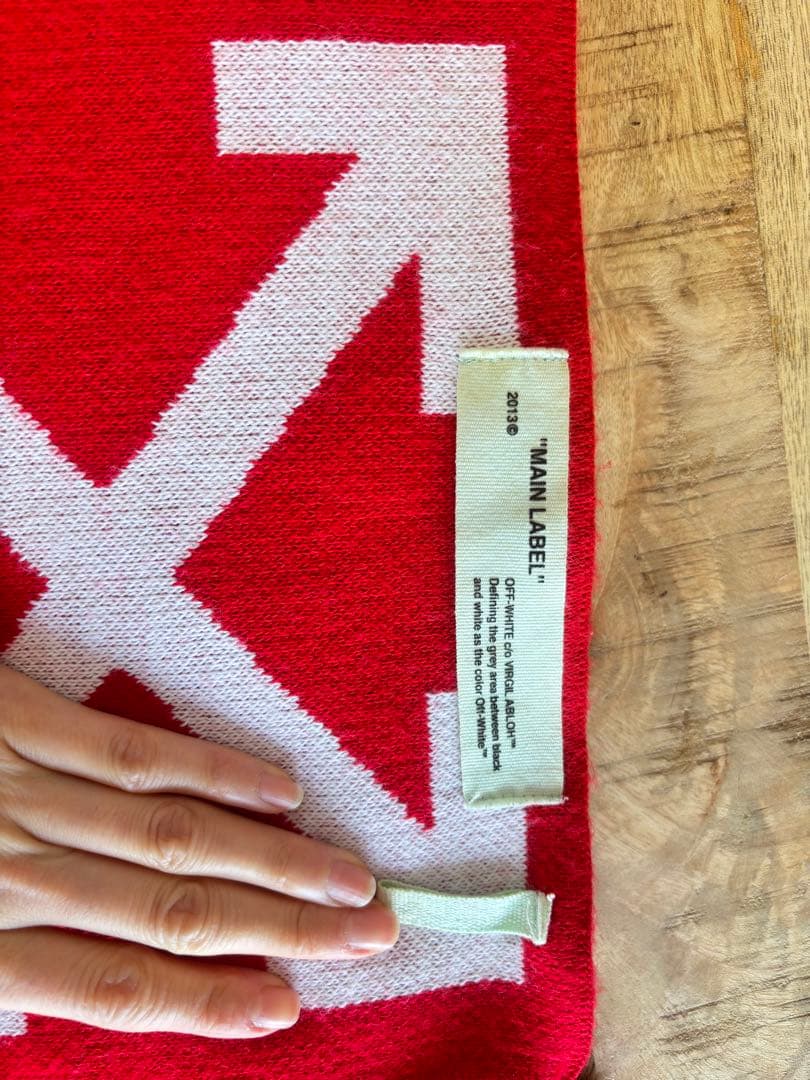 "MAIN LABEL"
2013©
OFF-WHITE c/o VIRGIL ABLOH™
Defining the grey area between black
and white as the color Off-White™